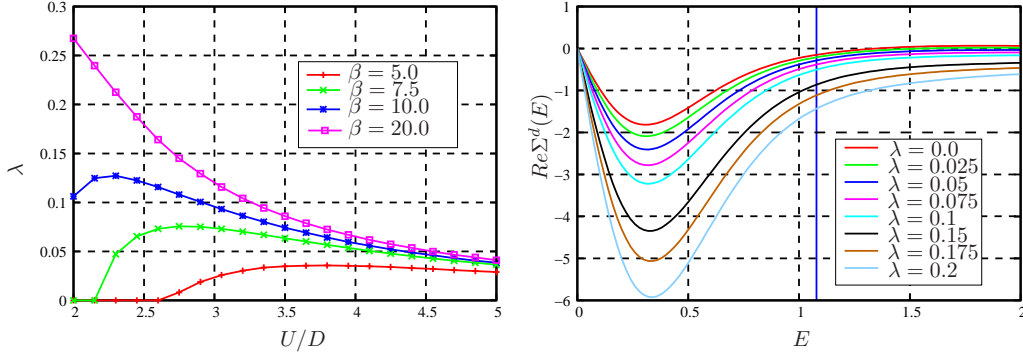 0.3
0.25
0.2
0.15
0.1
0.05
0
λ
2
2.5
3
3.5
4
4.5
5
U/D
β = 5.0
β = 7.5
β = 10.0
β = 20.0
1
0
−1
−2
−3
−4
−5
−6
ReΣ^d(E)
0
0.5
1
1.5
2
E
λ = 0.0
λ = 0.025
λ = 0.05
λ = 0.075
λ = 0.1
λ = 0.15
λ = 0.175
λ = 0.2